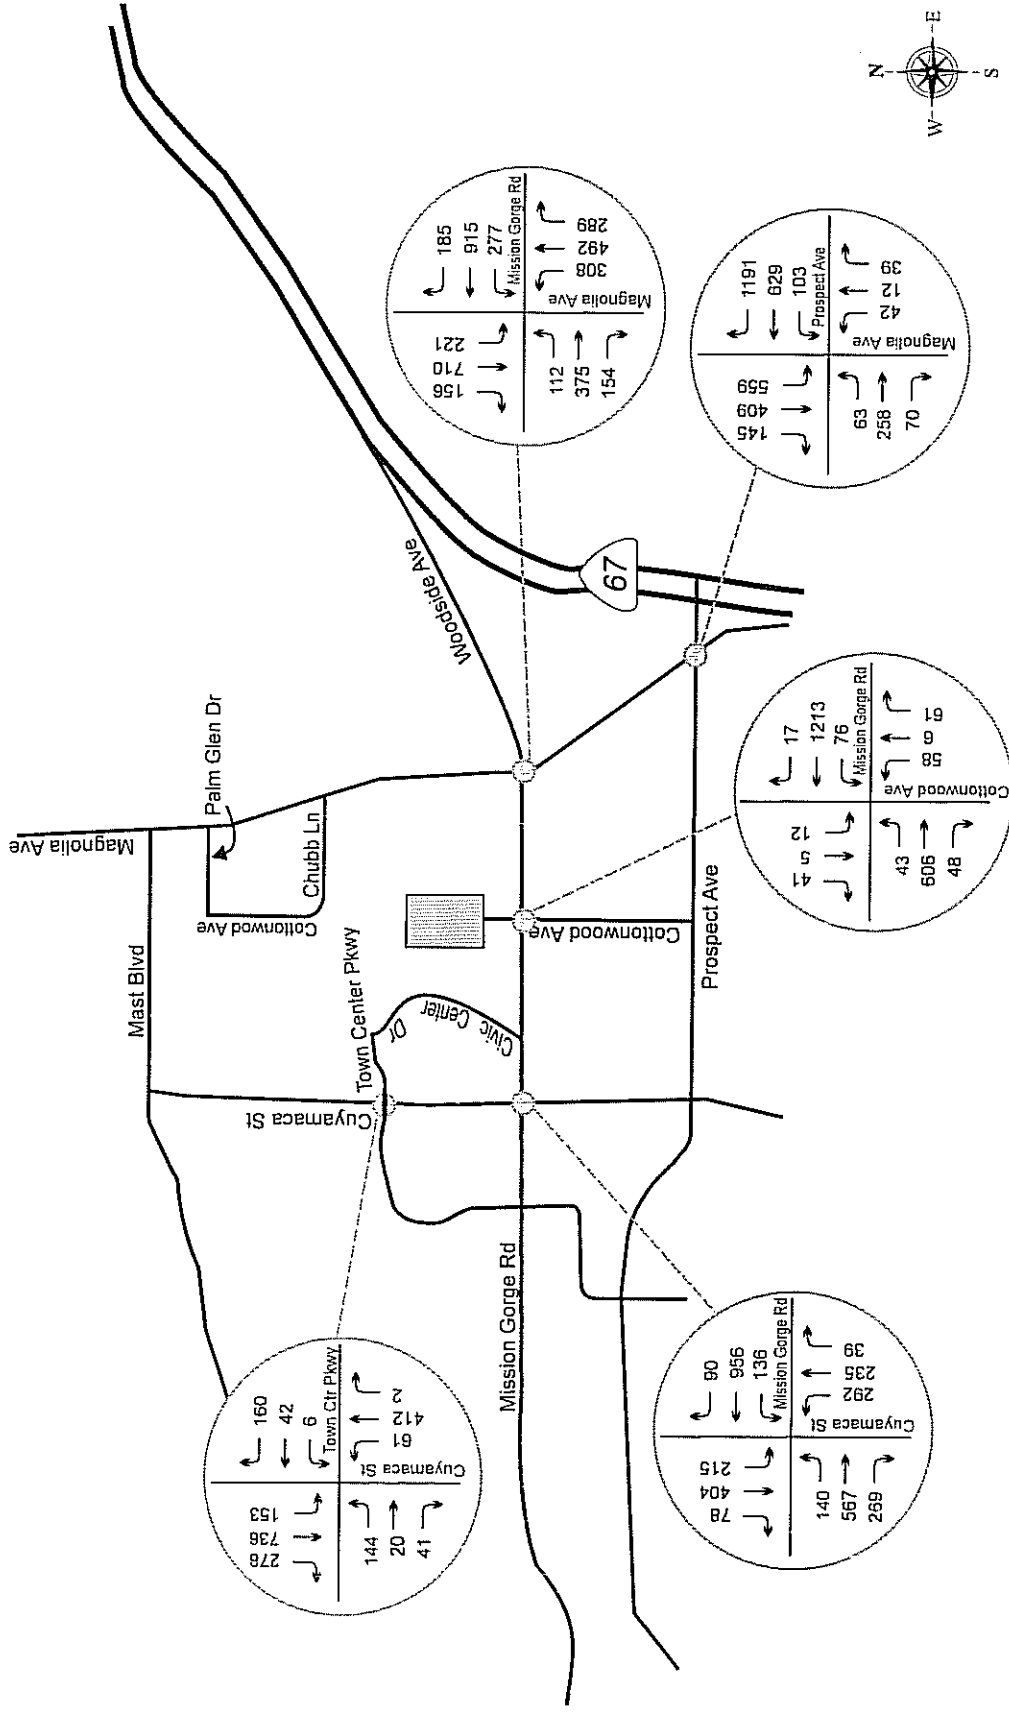 N
E
S
W
Palm Glen Dr
Magnolia Ave
Mast Blvd
Chubb Ln
Cottonwood Ave
Woodside Ave
67
Town Center Pkwy
Civic Center Dr
Cuyamaca St
Cottonwood Ave
Prospect Ave
Mission Gorge Rd
278
736
153
160
42
6
Town Ctr Pkwy
144
20
41
61
412
2
Cuyamaca St
78
404
215
90
956
136
Mission Gorge Rd
140
567
269
292
235
39
Cuyamaca St
41
5
12
17
1213
76
Mission Gorge Rd
43
606
48
58
6
61
Cottonwood Ave
156
710
221
185
915
277
Mission Gorge Rd
112
375
154
308
492
289
Magnolia Ave
145
409
559
1191
629
103
Prospect Ave
63
258
70
42
12
39
Magnolia Ave